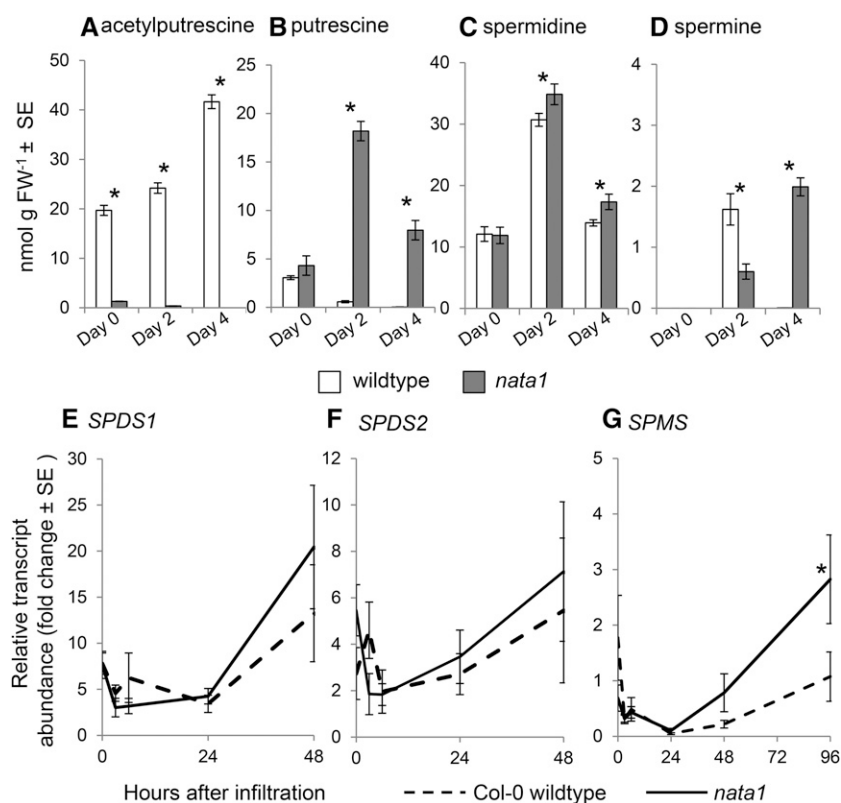 A acetylputrescine
B putrescine
C spermidine
D spermine
nmol g FW-1 ± SE
50
40
30
20
10
0
Day 0
Day 2
Day 4
*
*
*
25
20
15
10
5
0
Day 0
Day 2
Day 4
*
*
40
30
20
10
0
Day 0
Day 2
Day 4
*
*
4
3
2
1
0
Day 0
Day 2
Day 4
*
*
wildtype
nata1
E SPDS1
F SPDS2
G SPMS
Relative transcript
abundance (fold change ± SE)
30
25
20
15
10
5
0
0
24
48
12
10
8
6
4
2
0
0
24
48
6
5
4
3
2
1
0
0
24
48
72
96
*
Hours after infiltration
Col-0 wildtype
nata1